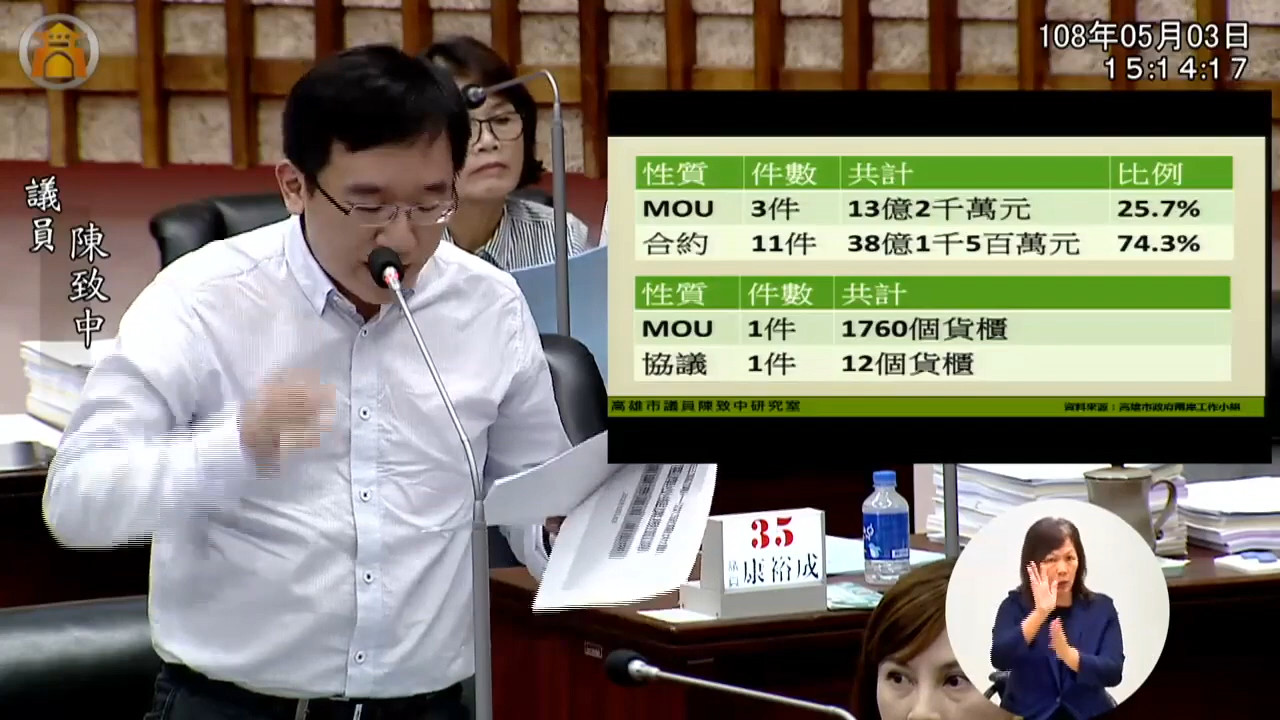 108年05月03日
15:14:17
議員
陳致中
性質 件數 共計 比例
MOU 3件 13億2千萬元 25.7%
合約 11件 38億1千5百萬元 74.3%
性質 件數 共計
MOU 1件 1760個貨櫃
協議 1件 12個貨櫃
高雄市議員陳致中研究室
資料來源：高雄市政府兩岸工作小組
35
議員 康裕成